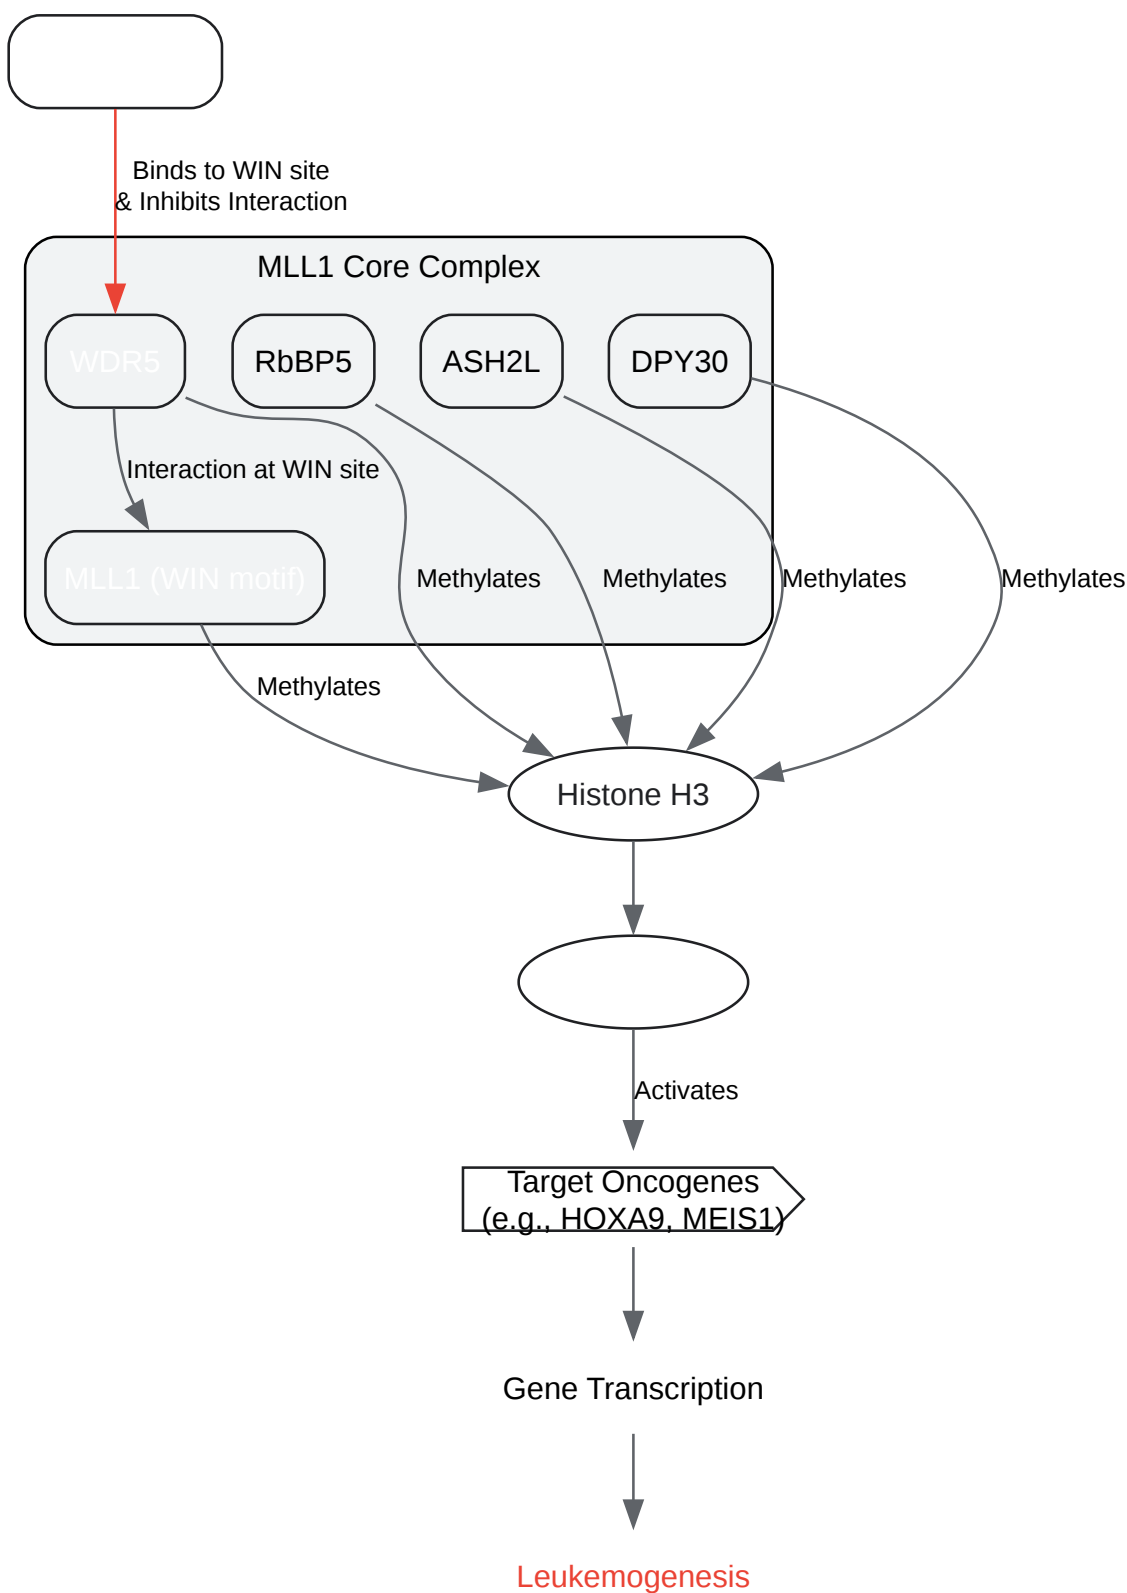 Binds to WIN site
& Inhibits Interaction
MLL1 Core Complex
WDR5
RbBP5
ASH2L
DPY30
Interaction at WIN site
MLL1 (WIN motif)
Methylates
Methylates
Methylates
Methylates
Methylates
Histone H3
Activates
Target Oncogenes
(e.g., HOXA9, MEIS1)
Gene Transcription
Leukemogenesis